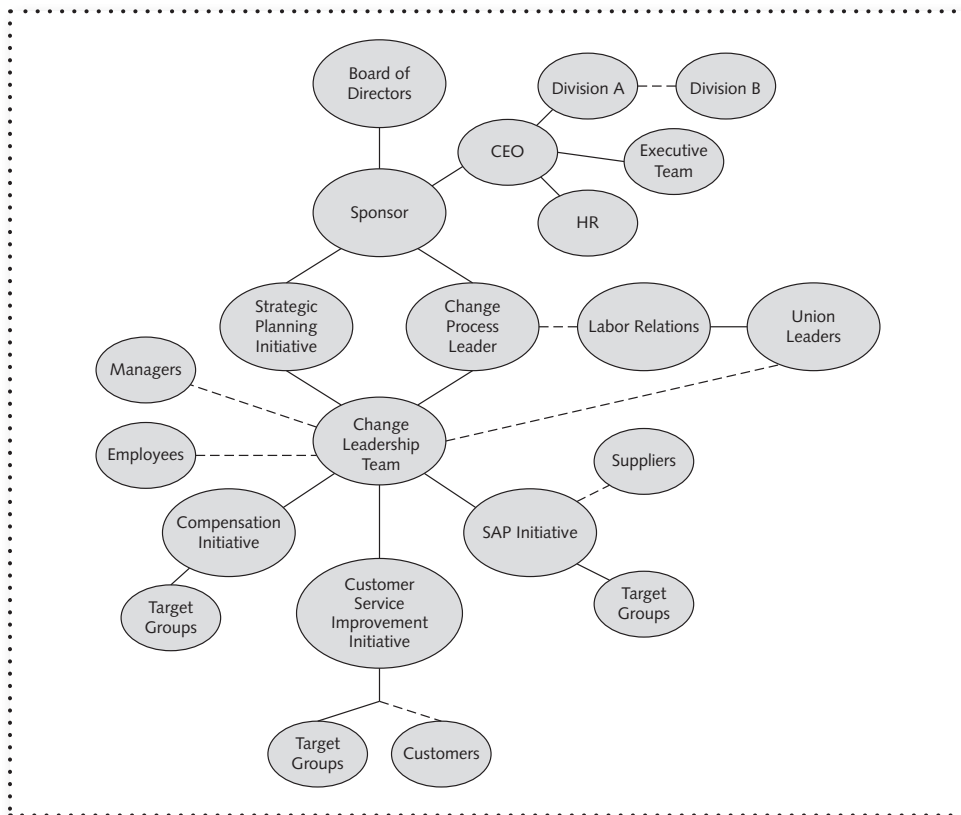 Board of
Directors
Division A
Division B
CEO
Executive
Team
Sponsor
HR
Strategic
Planning
Initiative
Change
Process
Leader
Labor Relations
Union
Leaders
Managers
Change
Leadership
Team
Employees
Suppliers
Compensation
Initiative
SAP Initiative
Target
Groups
Customer
Service
Improvement
Initiative
Target
Groups
Target
Groups
Customers